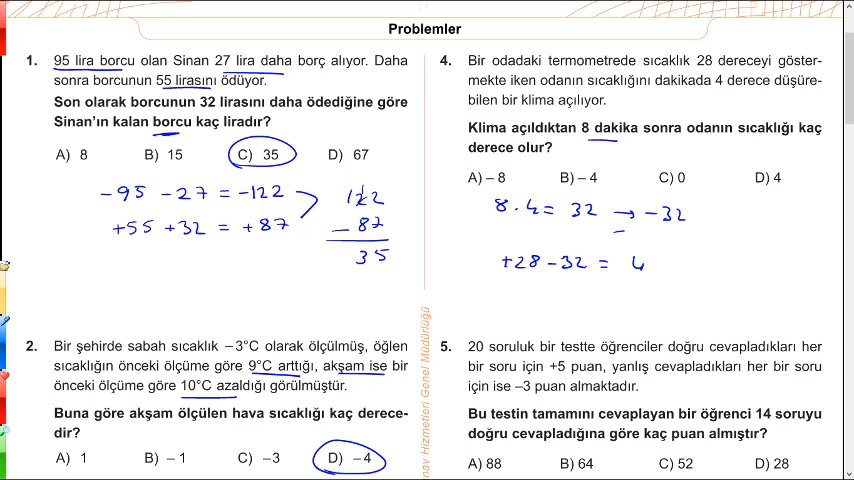 Problemler
1. 95 lira borcu olan Sinan 27 lira daha borç alıyor. Daha
sonra borcunun 55 lirasını ödüyor.
Son olarak borcunun 32 lirasını daha ödediğine göre
Sinan’ın kalan borcu kaç liradır?
A) 8 B) 15 C) 35 D) 67
-95 -27 = -122
+55 +32 = +87
122
- 87
35
2. Bir şehirde sabah sıcaklık –3°C olarak ölçülmüş, öğlen
sıcaklığın önceki ölçüme göre 9°C arttığı, akşam ise bir
önceki ölçüme göre 10°C azaldığı görülmüştür.
Buna göre akşam ölçülen hava sıcaklığı kaç derece-
dir?
A) 1 B) – 1 C) –3 D) –4
nav Hizmetleri Genel Müdürlüğü
4. Bir odadaki termometrede sıcaklık 28 dereceyi göster-
mekte iken odanın sıcaklığını dakikada 4 derece düşüre-
bilen bir klima açılıyor.
Klima açıldıktan 8 dakika sonra odanın sıcaklığı kaç
derece olur?
A) – 8 B) – 4 C) 0 D) 4
8 . 4 = 32 → -32
+28 -32 = 4
5. 20 soruluk bir testte öğrenciler doğru cevapladıkları her
bir soru için +5 puan, yanlış cevapladıkları her bir soru
için ise –3 puan almaktadır.
Bu testin tamamını cevaplayan bir öğrenci 14 soruyu
doğru cevapladığına göre kaç puan almıştır?
A) 88 B) 64 C) 52 D) 28